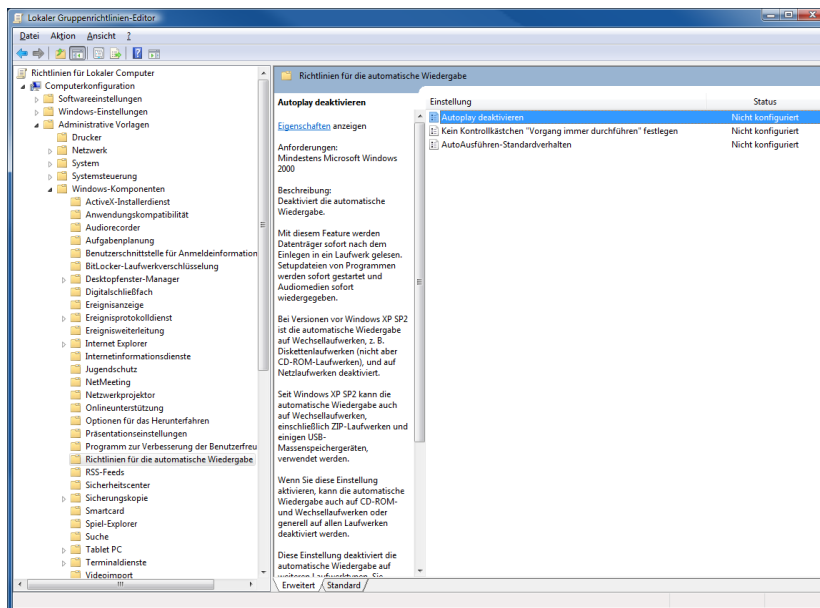 Lokaler Gruppenrichtlinien-Editor
Datei Aktion Ansicht ?
Richtlinien für Lokaler Computer
Computerkonfiguration
Softwareeinstellungen
Windows-Einstellungen
Administrative Vorlagen
Drucker
Netzwerk
System
Systemsteuerung
Windows-Komponenten
ActiveX-Installerdienst
Anwendungskompatibilität
Audiorecorder
Aufgabenplanung
Benutzerschnittstelle für Anmeldeinformation
BitLocker-Laufwerkverschlüsselung
Desktopfenster-Manager
Digitalschließfach
Ereignisanzeige
Ereignisprotokolldienst
Ereignisweiterleitung
Internet Explorer
Internetinformationsdienste
Jugendschutz
NetMeeting
Netzwerkprojektor
Onlineunterstützung
Optionen für das Herunterfahren
Präsentationseinstellungen
Programm zur Verbesserung der Benutzerfreu
Richtlinien für die automatische Wiedergabe
RSS-Feeds
Sicherheitscenter
Sicherungskopie
Smartcard
Spiel-Explorer
Suche
Tablet PC
Terminaldienste
Videoimport
Richtlinien für die automatische Wiedergabe
Autoplay deaktivieren
Eigenschaften anzeigen
Anforderungen:
Mindestens Microsoft Windows
2000
Beschreibung:
Deaktiviert die automatische
Wiedergabe.
Mit diesem Feature werden
Datenträger sofort nach dem
Einlegen in ein Laufwerk gelesen.
Setupdateien von Programmen
werden sofort gestartet und
Audiomedien sofort
wiedergegeben.
Bei Versionen vor Windows XP SP2
ist die automatische Wiedergabe
auf Wechsellaufwerken, z. B.
Diskettenlaufwerken (nicht aber
CD-ROM-Laufwerken), und auf
Netzlaufwerken deaktiviert.
Seit Windows XP SP2 kann die
automatische Wiedergabe auch
auf Wechsellaufwerken,
einschließlich ZIP-Laufwerken und
einigen USB-
Massenspeichergeräten,
verwendet werden.
Wenn Sie diese Einstellung
aktivieren, kann die automatische
Wiedergabe auch auf CD-ROM-
und Wechsellaufwerken oder
generell auf allen Laufwerken
deaktiviert werden.
Diese Einstellung deaktiviert die
automatische Wiedergabe auf
weiteren Laufwerktypen. Sie
Einstellung Status
Autoplay deaktivieren Nicht konfiguriert
Kein Kontrollkästchen "Vorgang immer durchführen" festlegen Nicht konfiguriert
AutoAusführen-Standardverhalten Nicht konfiguriert
Erweitert Standard